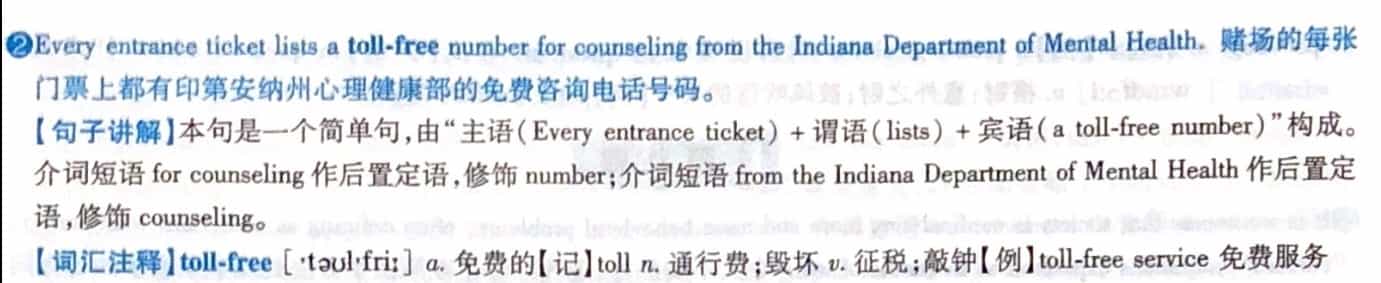 ❷Every entrance ticket lists a toll-free number for counseling from the Indiana Department of Mental Health. 赌场的每张
门票上都有印第安纳州心理健康部的免费咨询电话号码。
【句子讲解】本句是一个简单句,由“主语(Every entrance ticket) + 谓语(lists) + 宾语(a toll-free number)”构成。
介词短语 for counseling 作后置定语,修饰 number;介词短语 from the Indiana Department of Mental Health 作后置定
语,修饰 counseling。
【词汇注释】toll-free [ˈtəulˈfriː] a. 免费的【记】toll n. 通行费;毁坏 v. 征税;敲钟【例】toll-free service 免费服务